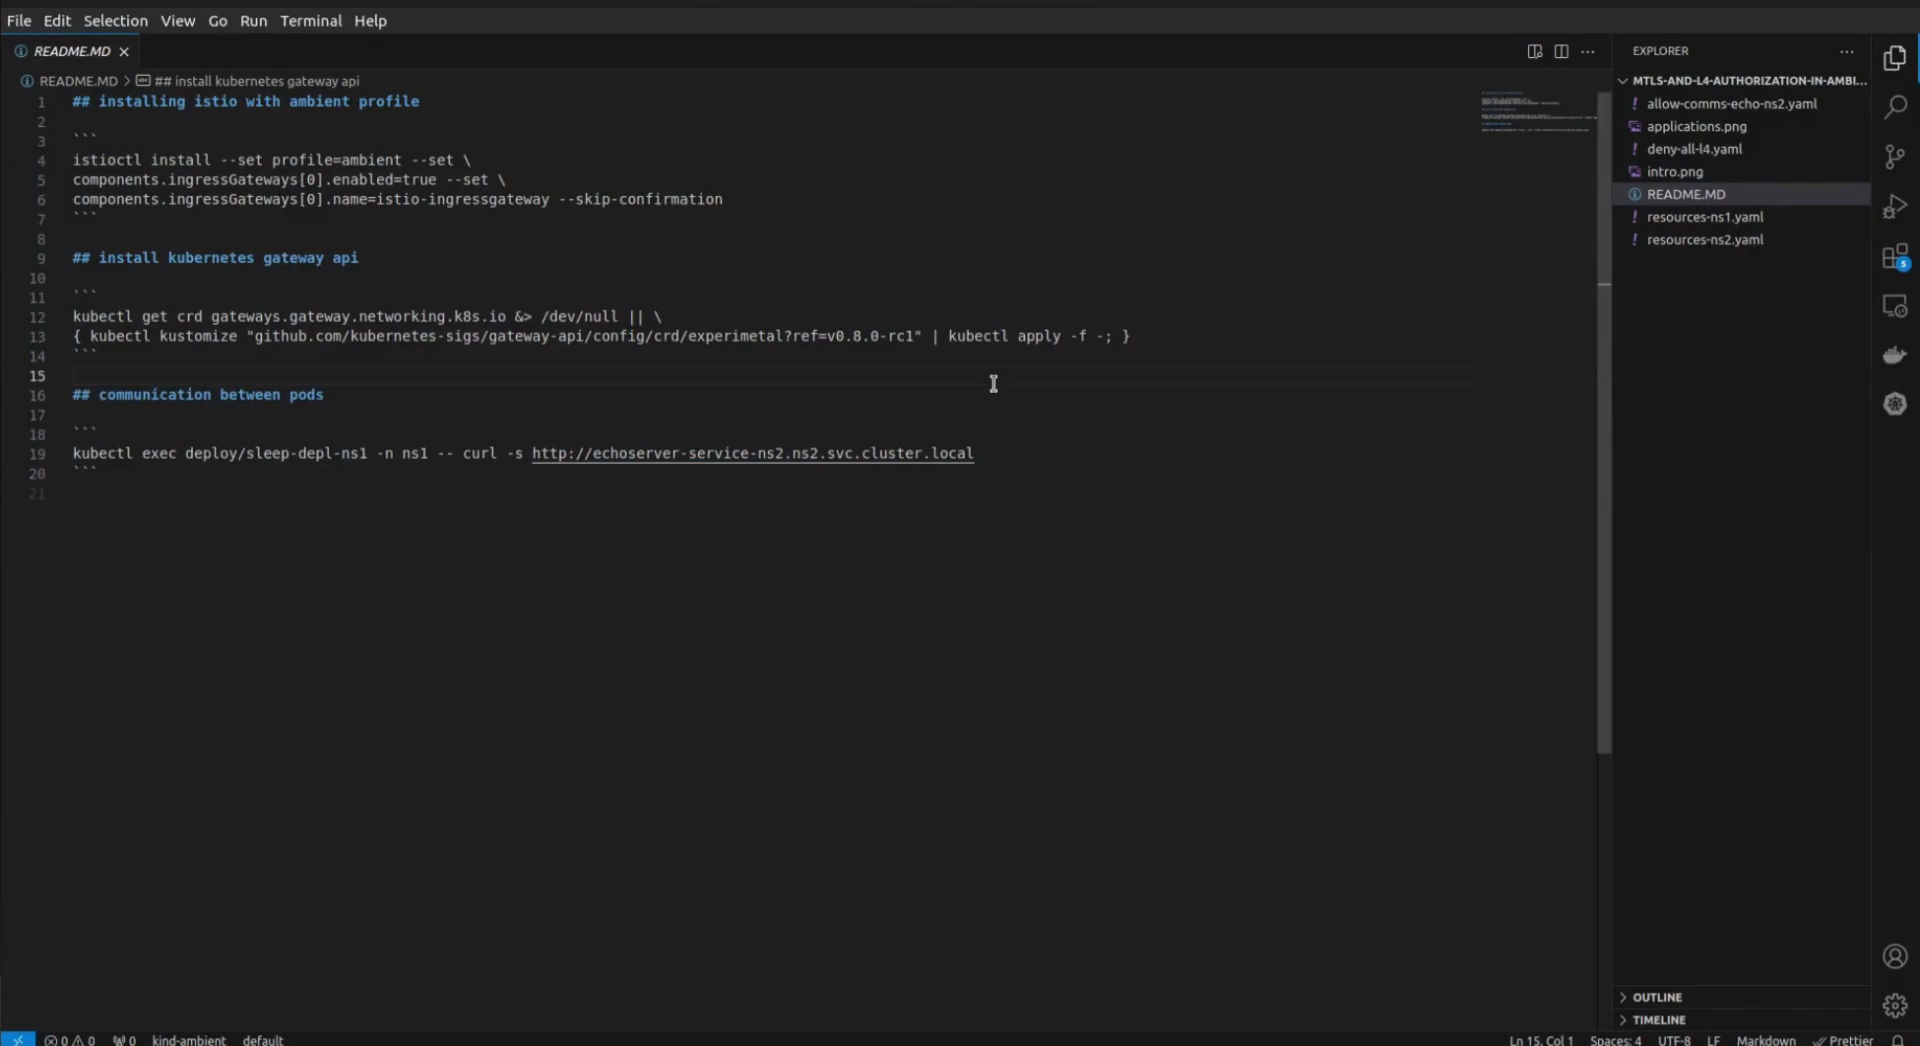 File Edit Selection View Go Run Terminal Help
README.MD
README.MD > ## install kubernetes gateway api
1 ## installing istio with ambient profile
2
3 ```
4 istioctl install --set profile=ambient --set \
5 components.ingressGateways[0].enabled=true --set \
6 components.ingressGateways[0].name=istio-ingressgateway --skip-confirmation
7 ```
8
9 ## install kubernetes gateway api
10
11 ```
12 kubectl get crd gateways.gateway.networking.k8s.io &> /dev/null || \
13 { kubectl kustomize "github.com/kubernetes-sigs/gateway-api/config/crd/experimetal?ref=v0.8.0-rc1" | kubectl apply -f -; }
14 ```
15
16 ## communication between pods
17
18 ```
19 kubectl exec deploy/sleep-depl-ns1 -n ns1 -- curl -s http://echoserver-service-ns2.ns2.svc.cluster.local
20 ```
21
EXPLORER
MTLS-AND-L4-AUTHORIZATION-IN-AMBI...
! allow-comms-echo-ns2.yaml
applications.png
! deny-all-l4.yaml
intro.png
README.MD
! resources-ns1.yaml
! resources-ns2.yaml
5
OUTLINE
TIMELINE
0 0 0 kind-ambient default
Ln 15, Col 1 Spaces: 4 UTF-8 LF Markdown Prettier